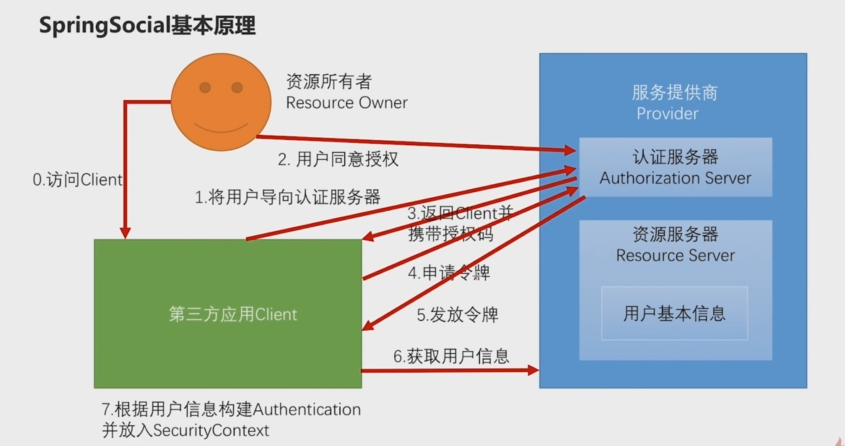 SpringSocial基本原理
资源所有者
Resource Owner
服务提供商
Provider
认证服务器
Authorization Server
资源服务器
Resource Server
用户基本信息
0.访问Client
2. 用户同意授权
1.将用户导向认证服务器
3.返回Client并
携带授权码
4.申请令牌
5.发放令牌
6.获取用户信息
第三方应用Client
7.根据用户信息构建Authentication
并放入SecurityContext